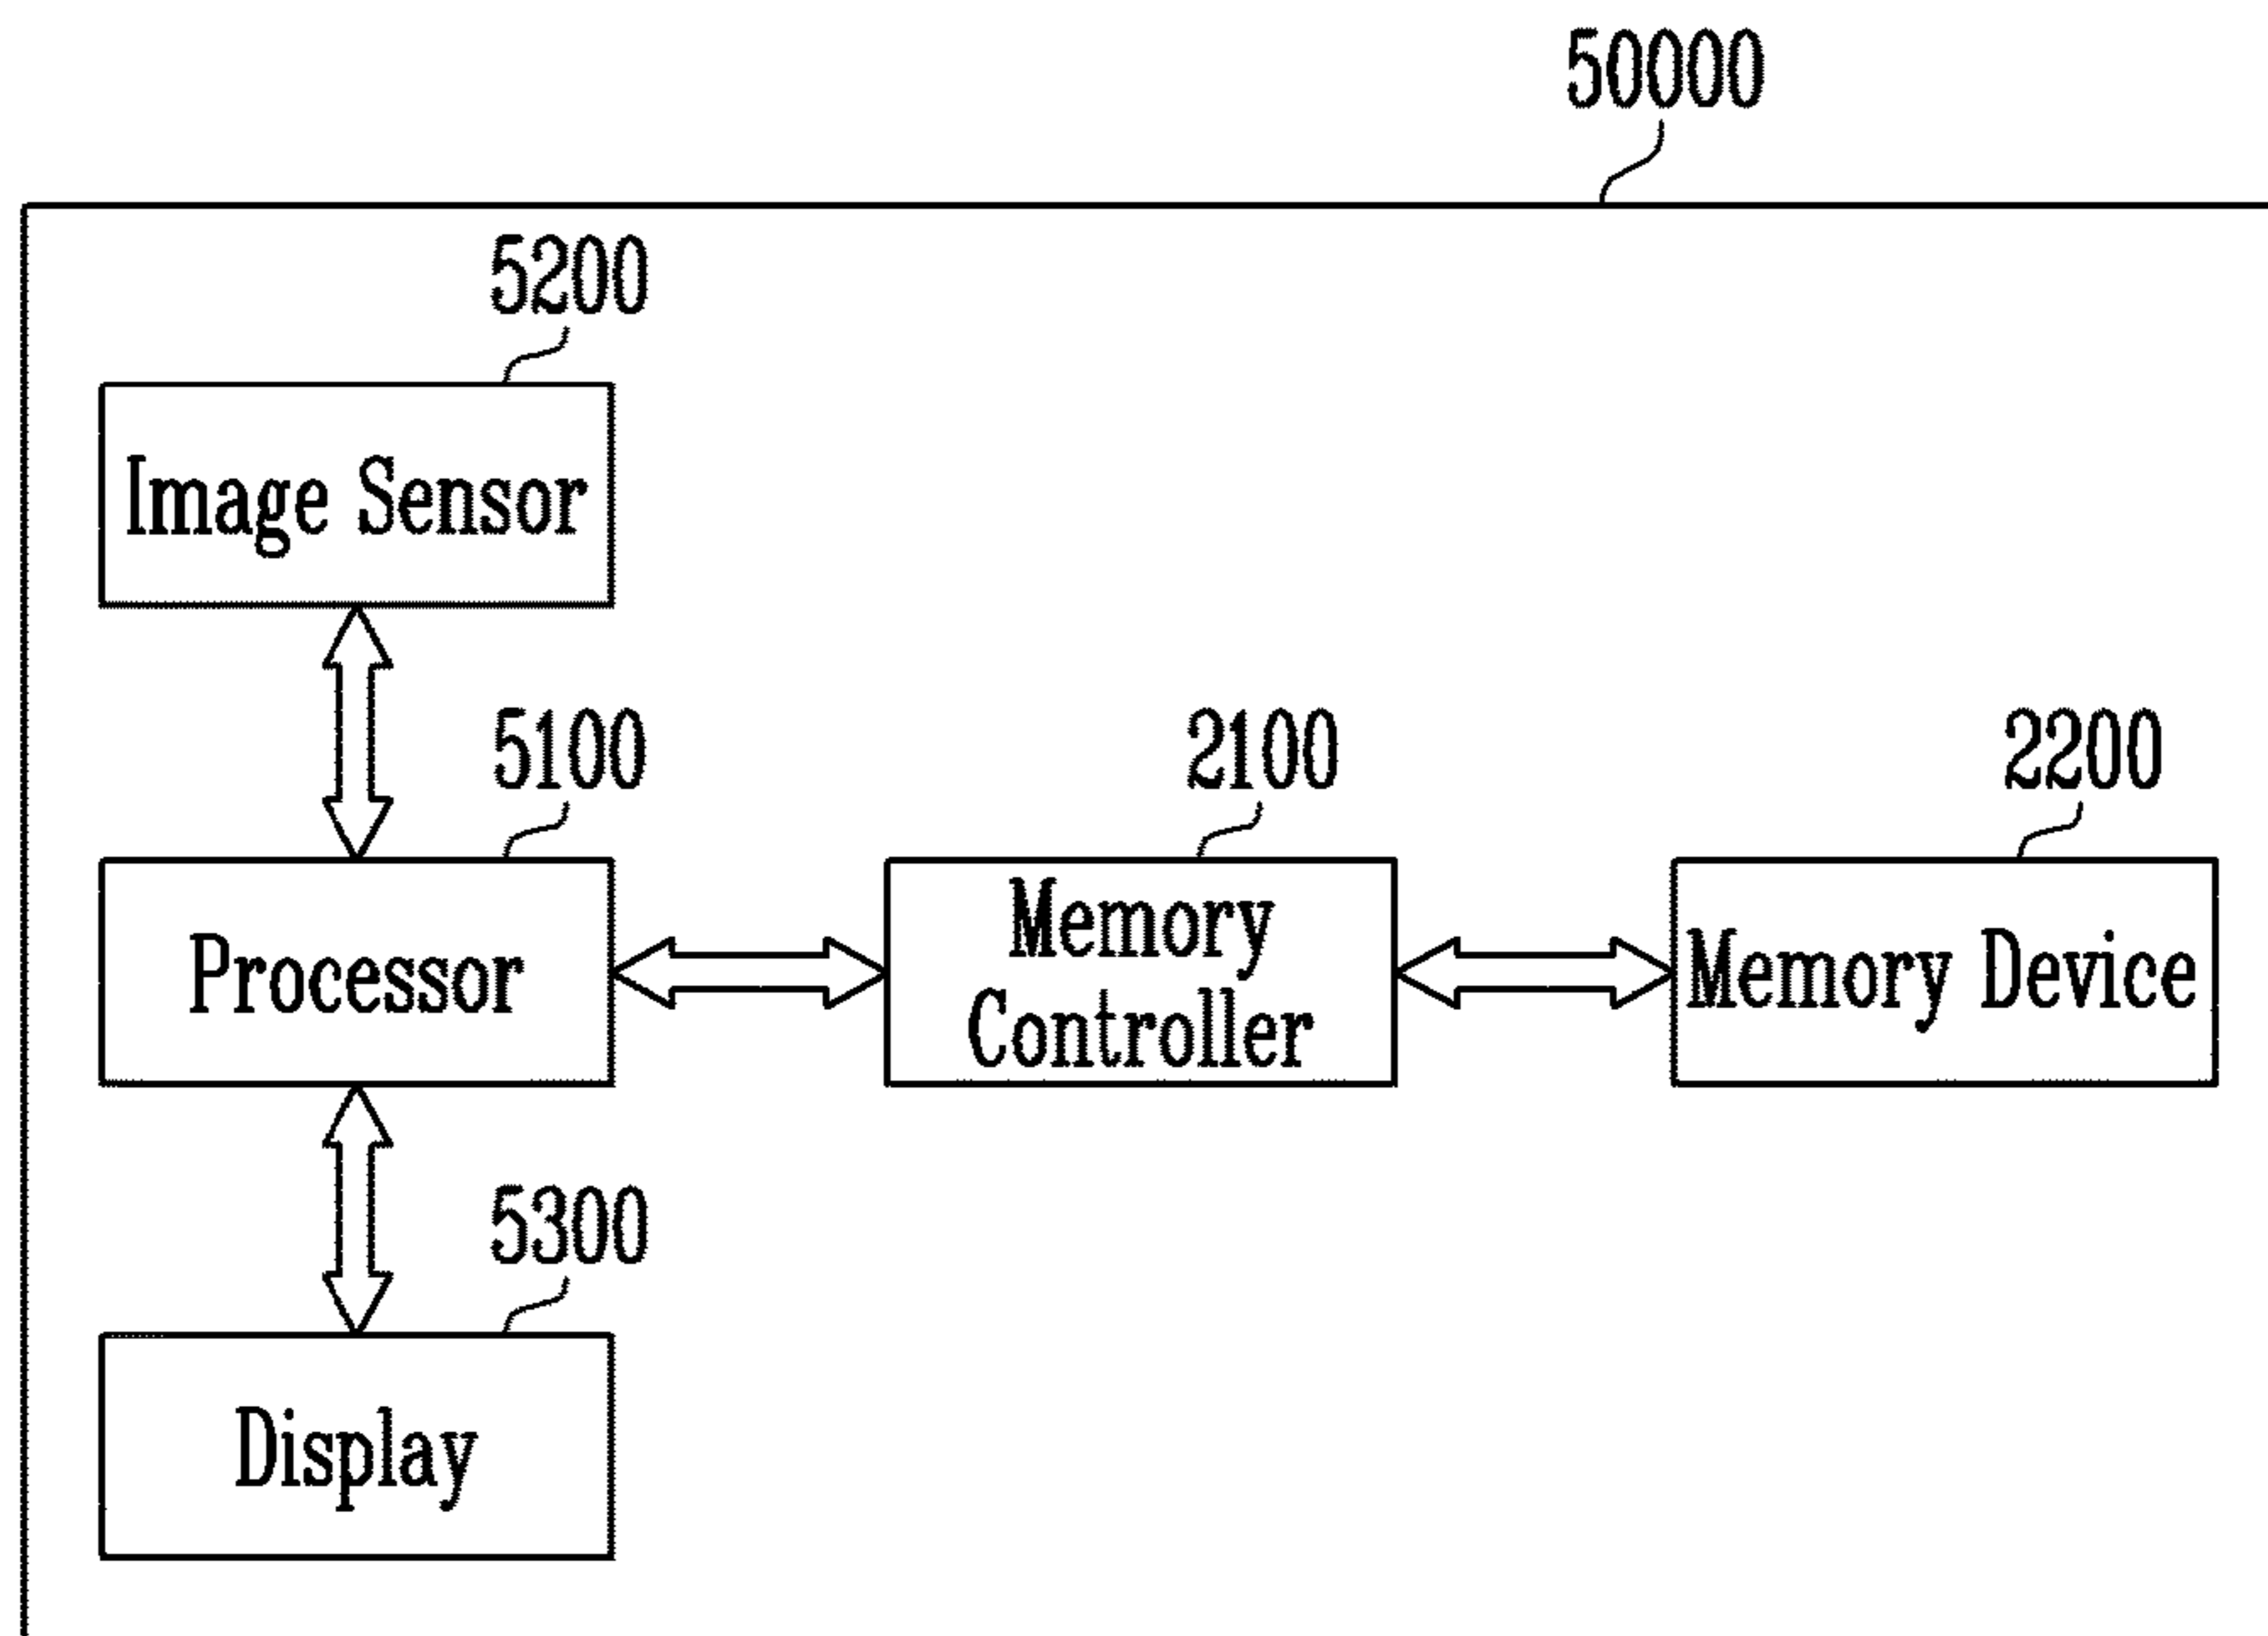 50000
5200
Image Sensor
5100
2100
2200
Processor
Memory
Controller
Memory Device
5300
Display